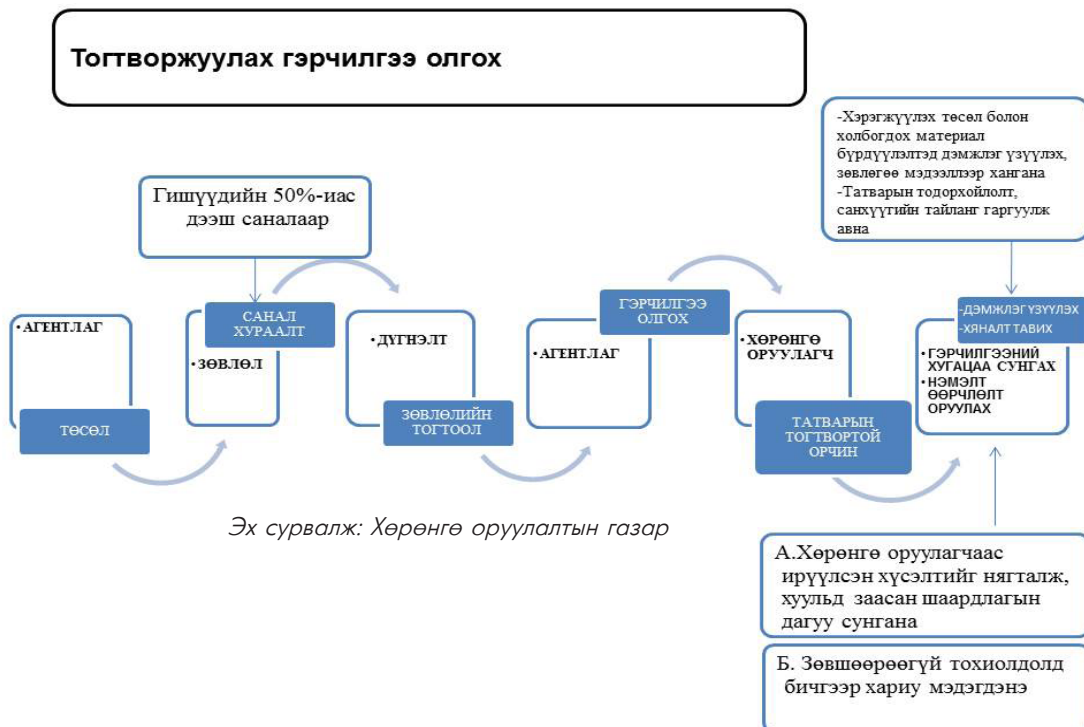 Тогтворжуулах гэрчилгээ олгох
-Хэрэгжүүлэх төсөл болон
холбогдох материал
бүрдүүлэлтэд дэмжлэг үзүүлэх,
зөвлөгөө мэдээллээр хангана
-Татварын тодорхойлолт,
санхүүгийн тайланг гаргуулж
авна
Гишүүдийн 50%-иас
дээш саналаар
•АГЕНТЛАГ
ТӨСӨЛ
САНАЛ
ХУРААЛТ
•ЗӨВЛӨЛ
•ДҮГНЭЛТ
ЗӨВЛӨЛИЙН
ТОГТООЛ
ГЭРЧИЛГЭЭ
ОЛГОХ
•АГЕНТЛАГ
•ХӨРӨНГӨ
ОРУУЛАГЧ
ТАТВАРЫН
ТОГТВОРТОЙ
ОРЧИН
-ДЭМЖЛЭГ ҮЗҮҮЛЭХ
-ХЯНАЛТ ТАВИХ
•ГЭРЧИЛГЭЭНИЙ
ХУГАЦАА СУНГАХ
•НЭМЭЛТ
ӨӨРЧЛӨЛТ
ОРУУЛАХ
Эх сурвалж: Хөрөнгө оруулалтын газар
А.Хөрөнгө оруулагчаас
ирүүлсэн хүсэлтийг нягталж,
хуульд заасан шаардлагын
дагуу сунгана
Б. Зөвшөөрөөгүй тохиолдолд
бичгээр хариу мэдэгдэнэ